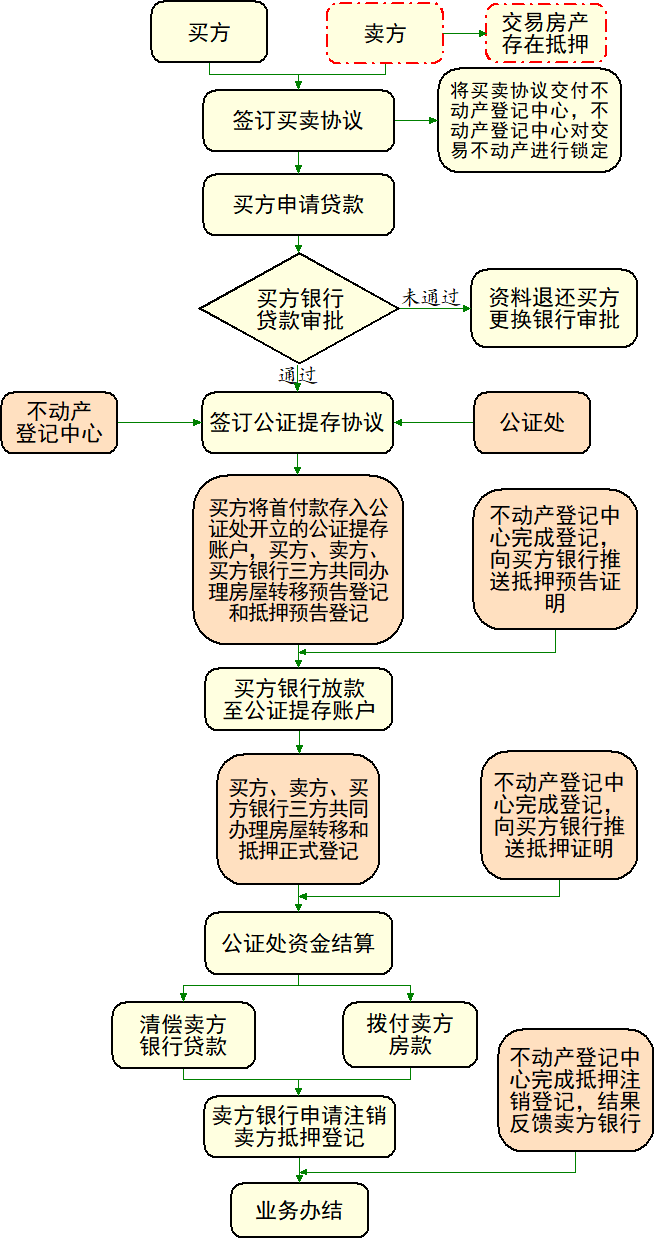 买方
卖方
交易房产
存在抵押
签订买卖协议
将买卖协议交付不
动产登记中心，不
动产登记中心对交
易不动产进行锁定
买方申请贷款
买方银行
贷款审批
未通过
资料退还买方
更换银行审批
通过
不动产
登记中心
签订公证提存协议
公证处
买方将首付款存入公
证处开立的公证提存
账户，买方、卖方、
买方银行三方共同办
理房屋转移预告登记
和抵押预告登记
不动产登记中
心完成登记，
向买方银行推
送抵押预告证
明
买方银行放款
至公证提存账户
买方、卖方、买
方银行三方共同
办理房屋转移和
抵押正式登记
不动产登记中
心完成登记，
向买方银行推
送抵押证明
公证处资金结算
清偿卖方
银行贷款
拨付卖方
房款
卖方银行申请注销
卖方抵押登记
不动产登记中
心完成抵押注
销登记，结果
反馈卖方银行
业务办结